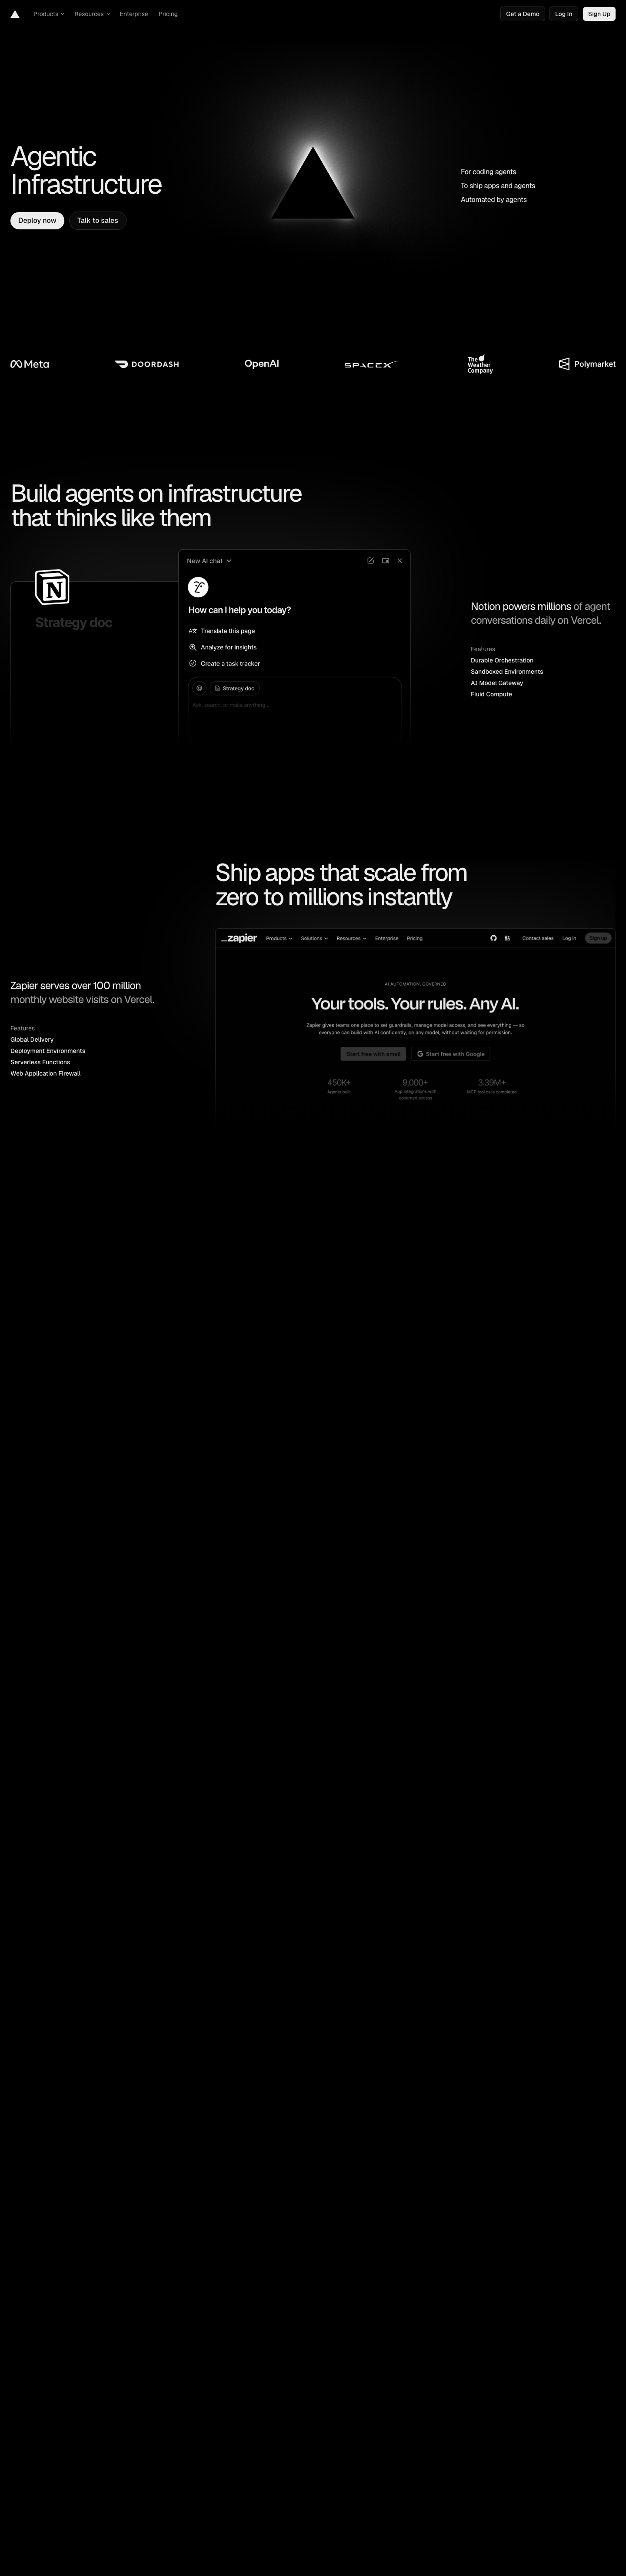 Products
Resources
Enterprise
Pricing
Get a Demo
Log In
Sign Up
Agentic
Infrastructure
Deploy now
Talk to sales
For coding agents
To ship apps and agents
Automated by agents
Meta
DOORDASH
OpenAI
SPACEX
The
Weather
Company
Polymarket
Build agents on infrastructure
that thinks like them
N
Strategy doc
New AI chat
How can I help you today?
Translate this page
Analyze for insights
Create a task tracker
@ Strategy doc
Ask, search, or make anything...
Notion powers millions of agent
conversations daily on Vercel.
Features
Durable Orchestration
Sandboxed Environments
AI Model Gateway
Fluid Compute
Ship apps that scale from
zero to millions instantly
Zapier serves over 100 million
monthly website visits on Vercel.
Features
Global Delivery
Deployment Environments
Serverless Functions
Web Application Firewall
zapier
Products
Solutions
Resources
Enterprise
Pricing
Contact sales
Log in
Sign up
AI AUTOMATION, GOVERNED
Your tools. Your rules. Any AI.
Zapier gives teams one place to set guardrails, manage model access, and see everything — so
everyone can build with AI confidently, on any model, without waiting for permission.
Start free with email
Start free with Google
450K+
Agents built
9,000+
App integrations with
governed access
3.39M+
MCP tool calls completed